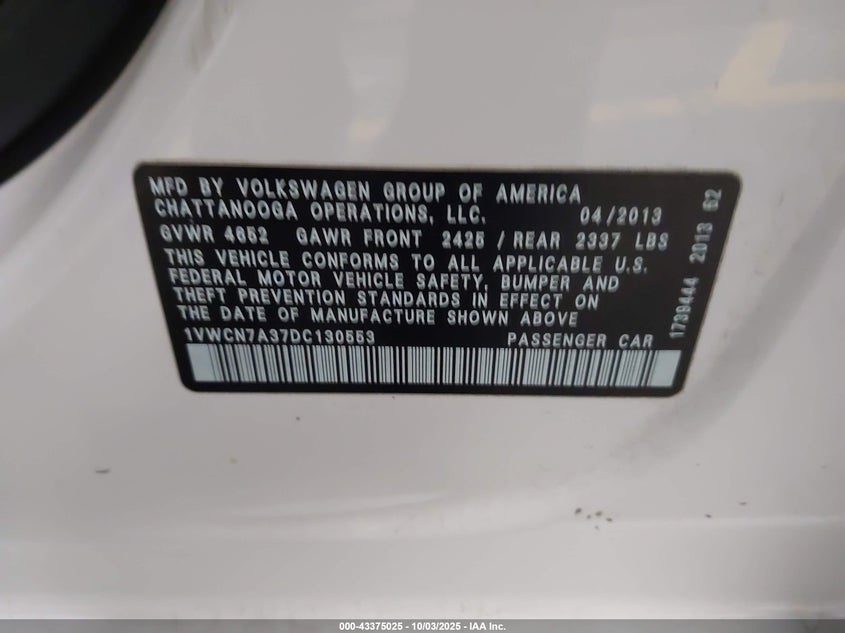 MFD BY VOLKSWAGEN GROUP OF AMERICA
CHATTANOOGA OPERATIONS, LLC. 04/2013
GVWR 4652 GAWR FRONT 2425 / REAR 2337 LBS
THIS VEHICLE CONFORMS TO ALL APPLICABLE U.S.
FEDERAL MOTOR VEHICLE SAFETY, BUMPER AND
THEFT PREVENTION STANDARDS IN EFFECT ON
THE DATE OF MANUFACTURE SHOWN ABOVE
1VWCN7A37DC130553 PASSENGER CAR
1739444 2013 62
000-43375025 - 10/03/2025 - IAA Inc.